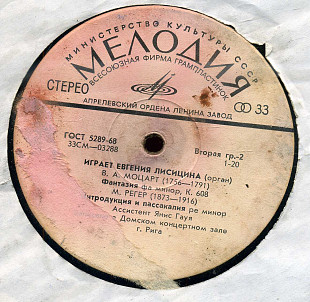 МИНИСТЕРСТВО КУЛЬТУРЫ СССР
МЕЛОДИЯ
ВСЕСОЮЗНАЯ ФИРМА ГРАМПЛАСТИНОК
СТЕРЕО
33
АПРЕЛЕВСКИЙ ОРДЕНА ЛЕНИНА ЗАВОД
ГОСТ 5289-68
33СМ—03288
Вторая гр.-2
1-20
ИГРАЕТ ЕВГЕНИЯ ЛИСИЦИНА (орган)
В. А. МОЦАРТ (1756—1791)
Фантазия фа минор, К. 608
М. РЕГЕР (1873—1916)
Интродукция и пассакалия ре минор
Ассистент Янис Гауя
в Домском концертном зале
г. Рига